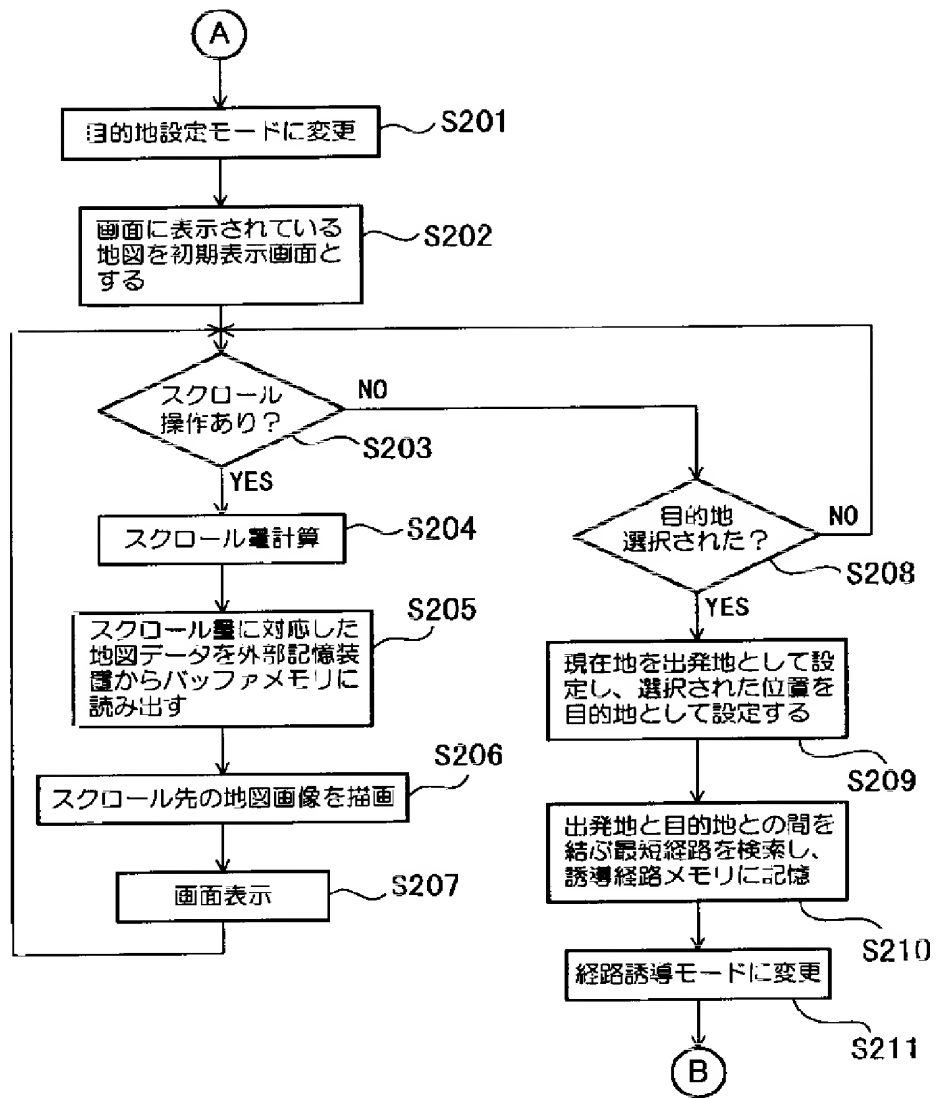 A
目的地設定モードに変更
S201
画面に表示されている
地図を初期表示画面と
する
S202
スクロール
操作あり？
NO
S203
YES
スクロール量計算
S204
スクロール量に対応した
地図データを外部記憶装
置からバッファメモリに
読み出す
S205
スクロール先の地図画像を描画
S206
画面表示
S207
目的地
選択された？
NO
S208
YES
現在地を出発地として設
定し、選択された位置を
目的地として設定する
S209
出発地と目的地との間を
結ぶ最短経路を検索し、
誘導経路メモリに記憶
S210
経路誘導モードに変更
S211
B